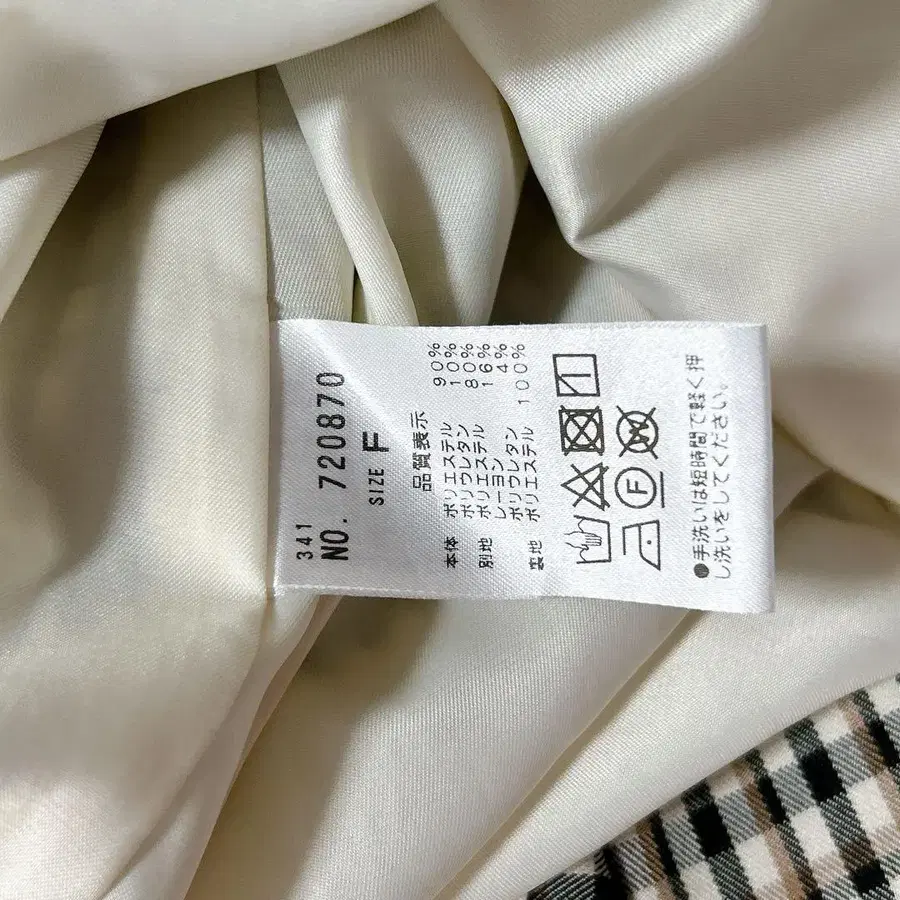 341
NO. 720870
SIZE F
品質表示
本体 ポリエステル 90%
ポリウレタン 10%
別地 ポリエステル 80%
レーヨン 16%
ポリウレタン 4%
裏地 ポリエステル 100%
F W
●手洗いは短時間で軽く押
し洗いをしてください。